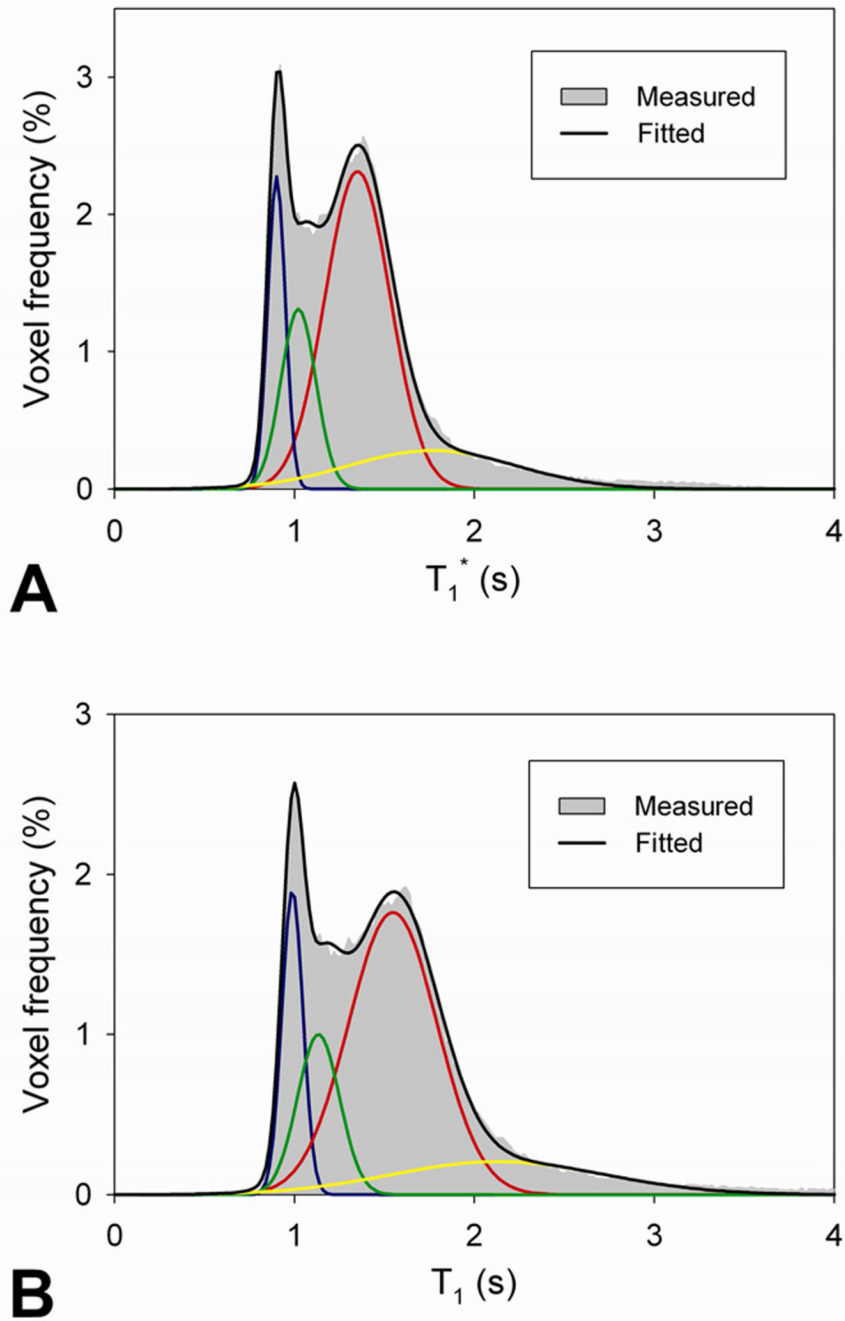 3
2
1
0
Voxel frequency (%)
Measured
Fitted
0 1 2 3 4
T₁* (s)
A
3
2
1
0
Voxel frequency (%)
Measured
Fitted
0 1 2 3 4
T₁ (s)
B